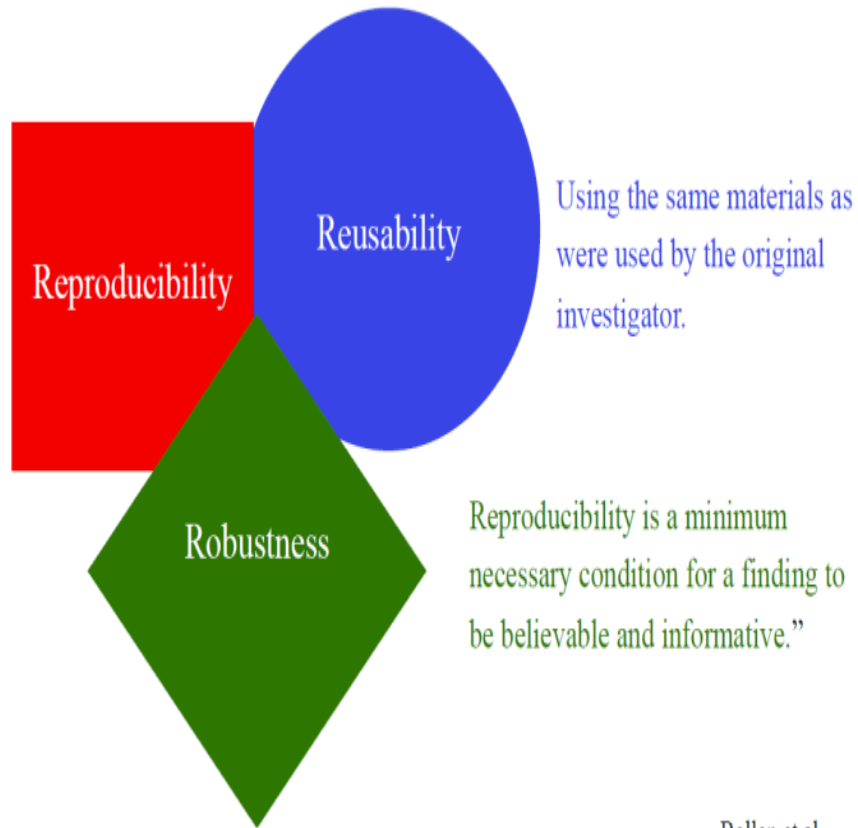 Reusability
Using the same materials as
were used by the original
investigator.
Reproducibility
Robustness
Reproducibility is a minimum
necessary condition for a finding to
be believable and informative.”